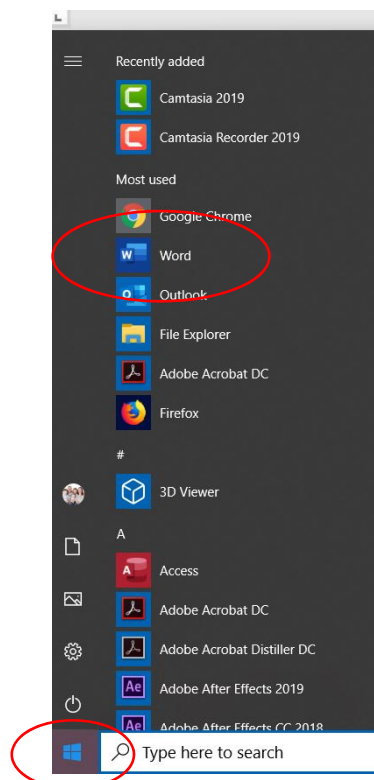 Recently added
Camtasia 2019
Camtasia Recorder 2019
Most used
Google Chrome
Word
Outlook
File Explorer
Adobe Acrobat DC
Firefox
#
3D Viewer
A
Access
Adobe Acrobat DC
Adobe Acrobat Distiller DC
Adobe After Effects 2019
Adobe After Effects CC 2018
Type here to search